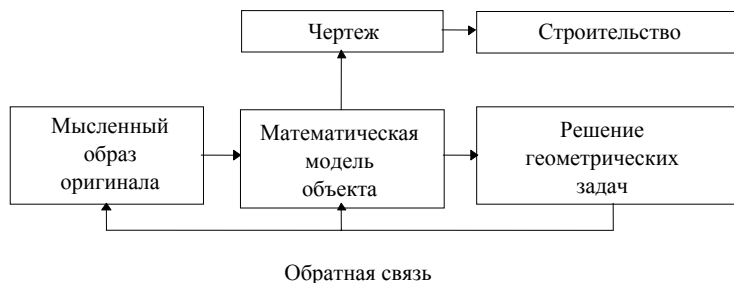 Чертеж
Строительство
Мысленный
образ
оригинала
Математическая
модель
объекта
Решение
геометрических
задач
Обратная связь